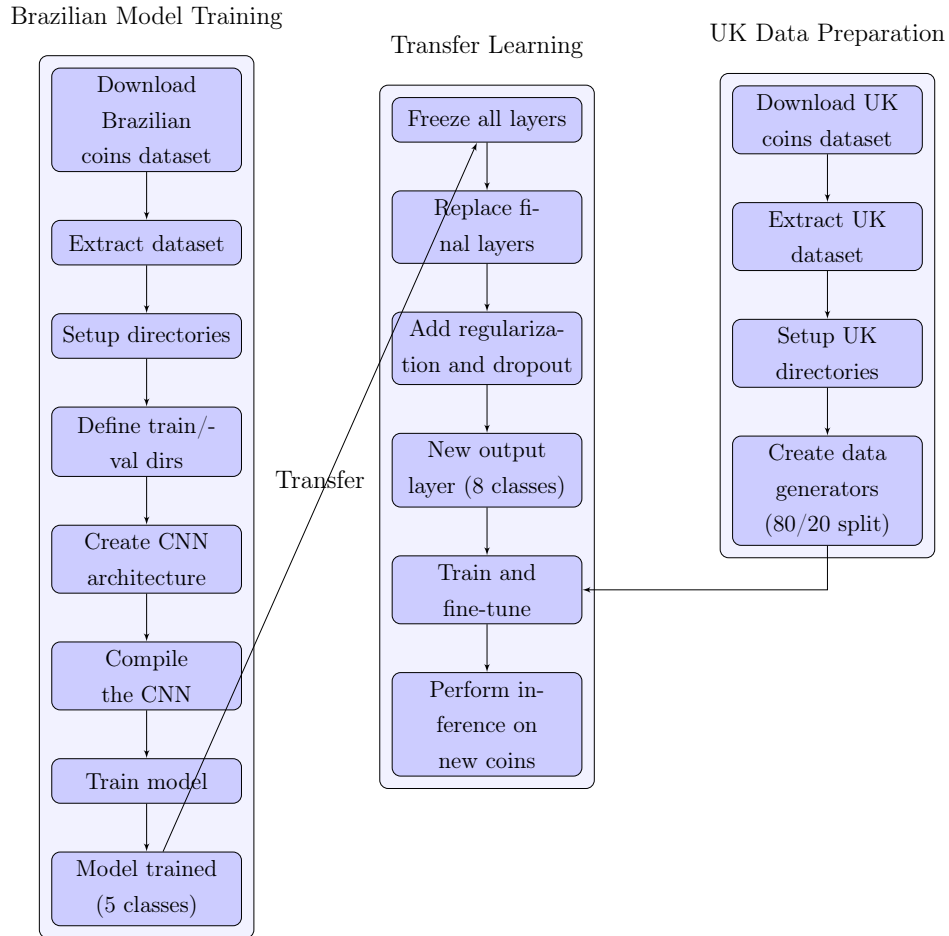 Brazilian Model Training
Download
Brazilian
coins dataset
Extract dataset
Setup directories
Define train/-
val dirs
Create CNN
architecture
Compile
the CNN
Train model
Model trained
(5 classes)
Transfer
Transfer Learning
Freeze all layers
Replace fi-
nal layers
Add regulariza-
tion and dropout
New output
layer (8 classes)
Train and
fine-tune
Perform in-
ference on
new coins
UK Data Preparation
Download UK
coins dataset
Extract UK
dataset
Setup UK
directories
Create data
generators
(80/20 split)